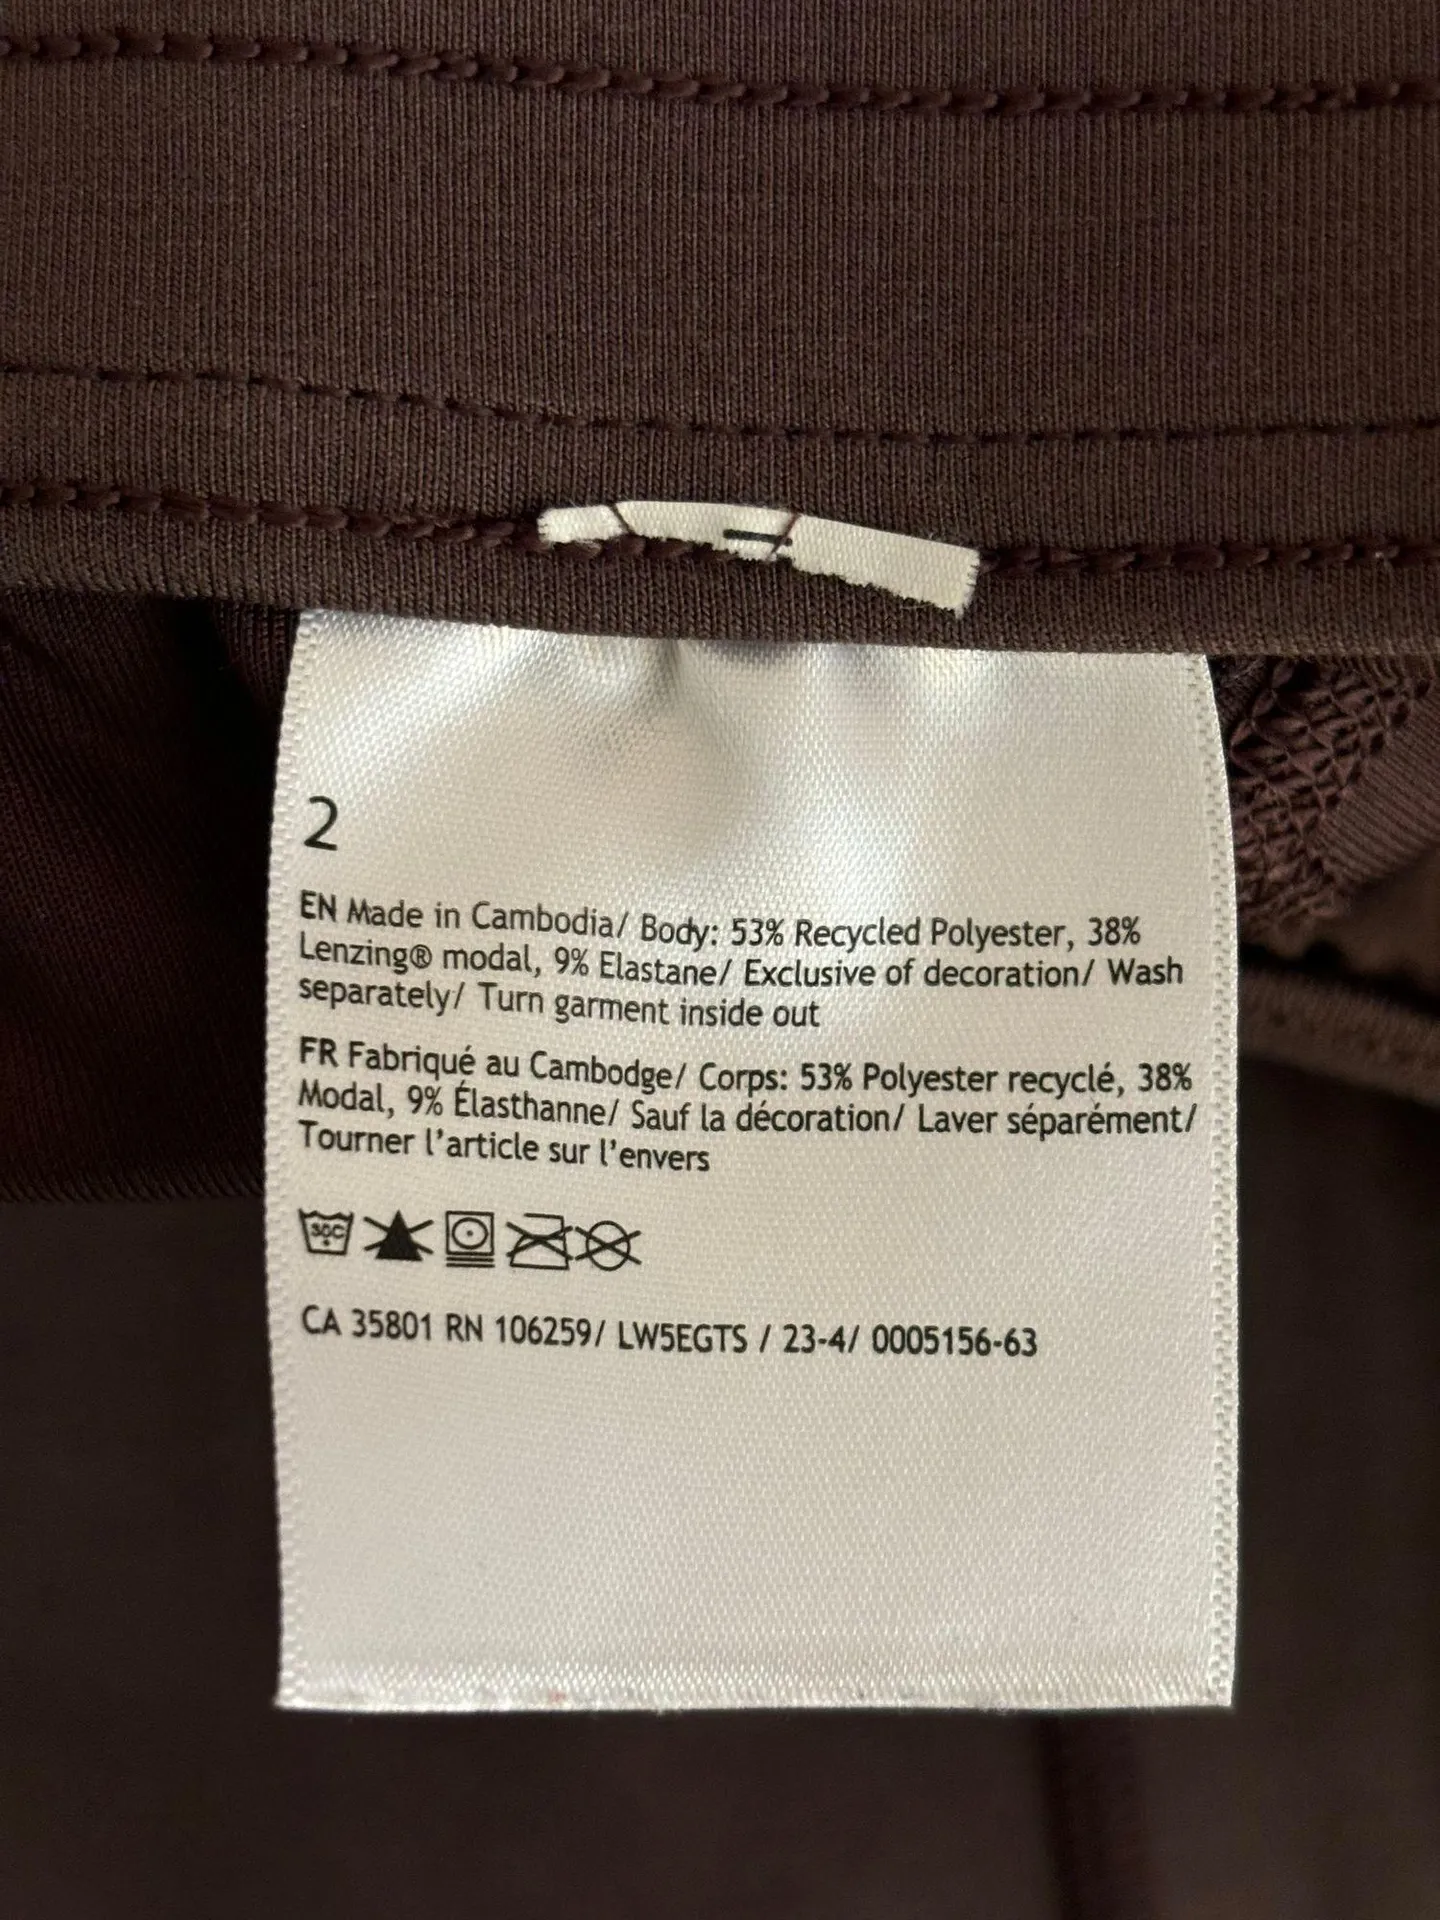 2
EN Made in Cambodia/ Body: 53% Recycled Polyester, 38%
Lenzing® modal, 9% Elastane/ Exclusive of decoration/ Wash
separately/ Turn garment inside out
FR Fabriqué au Cambodge/ Corps: 53% Polyester recyclé, 38%
Modal, 9% Élasthanne/ Sauf la décoration/ Laver séparément/
Tourner l'article sur l'envers
30C
CA 35801 RN 106259/ LW5EGTS / 23-4/ 0005156-63